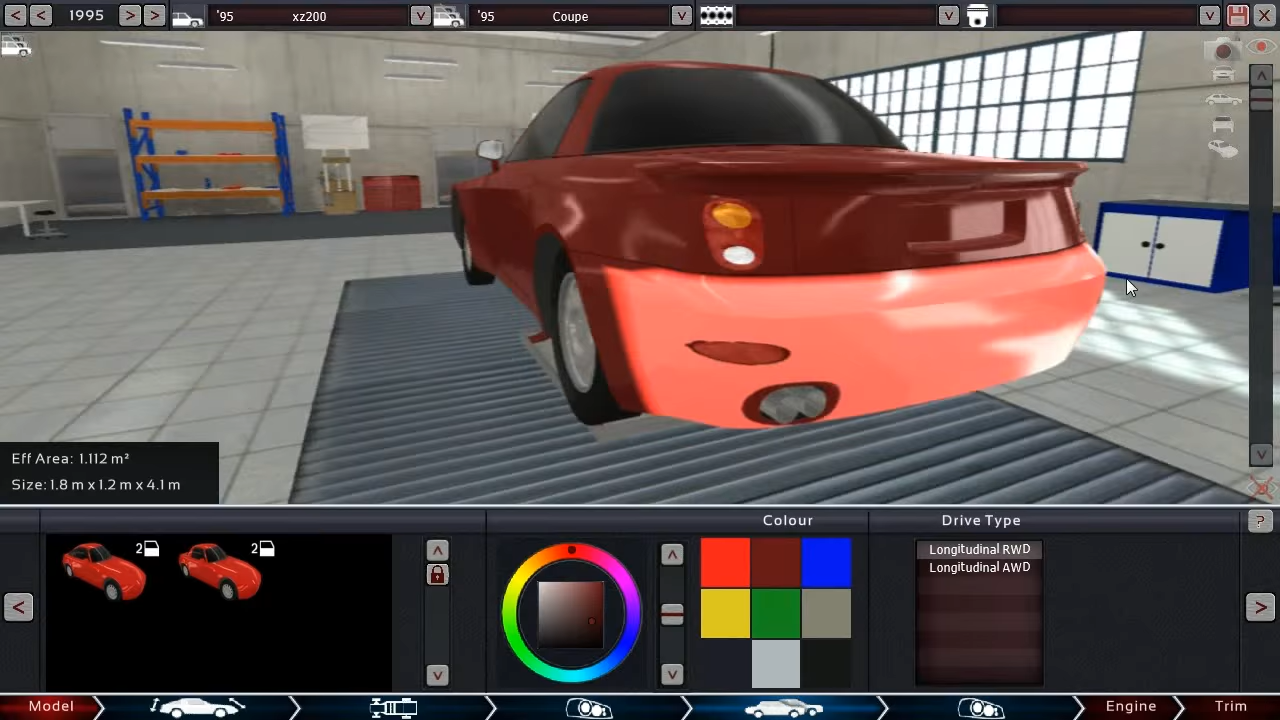 1995
'95 xz200
'95 Coupe
Eff Area: 1.112 m²
Size: 1.8 m x 1.2 m x 4.1 m
Colour
Drive Type
?
2
2
Longitudinal RWD
Longitudinal AWD
Model
Engine
Trim